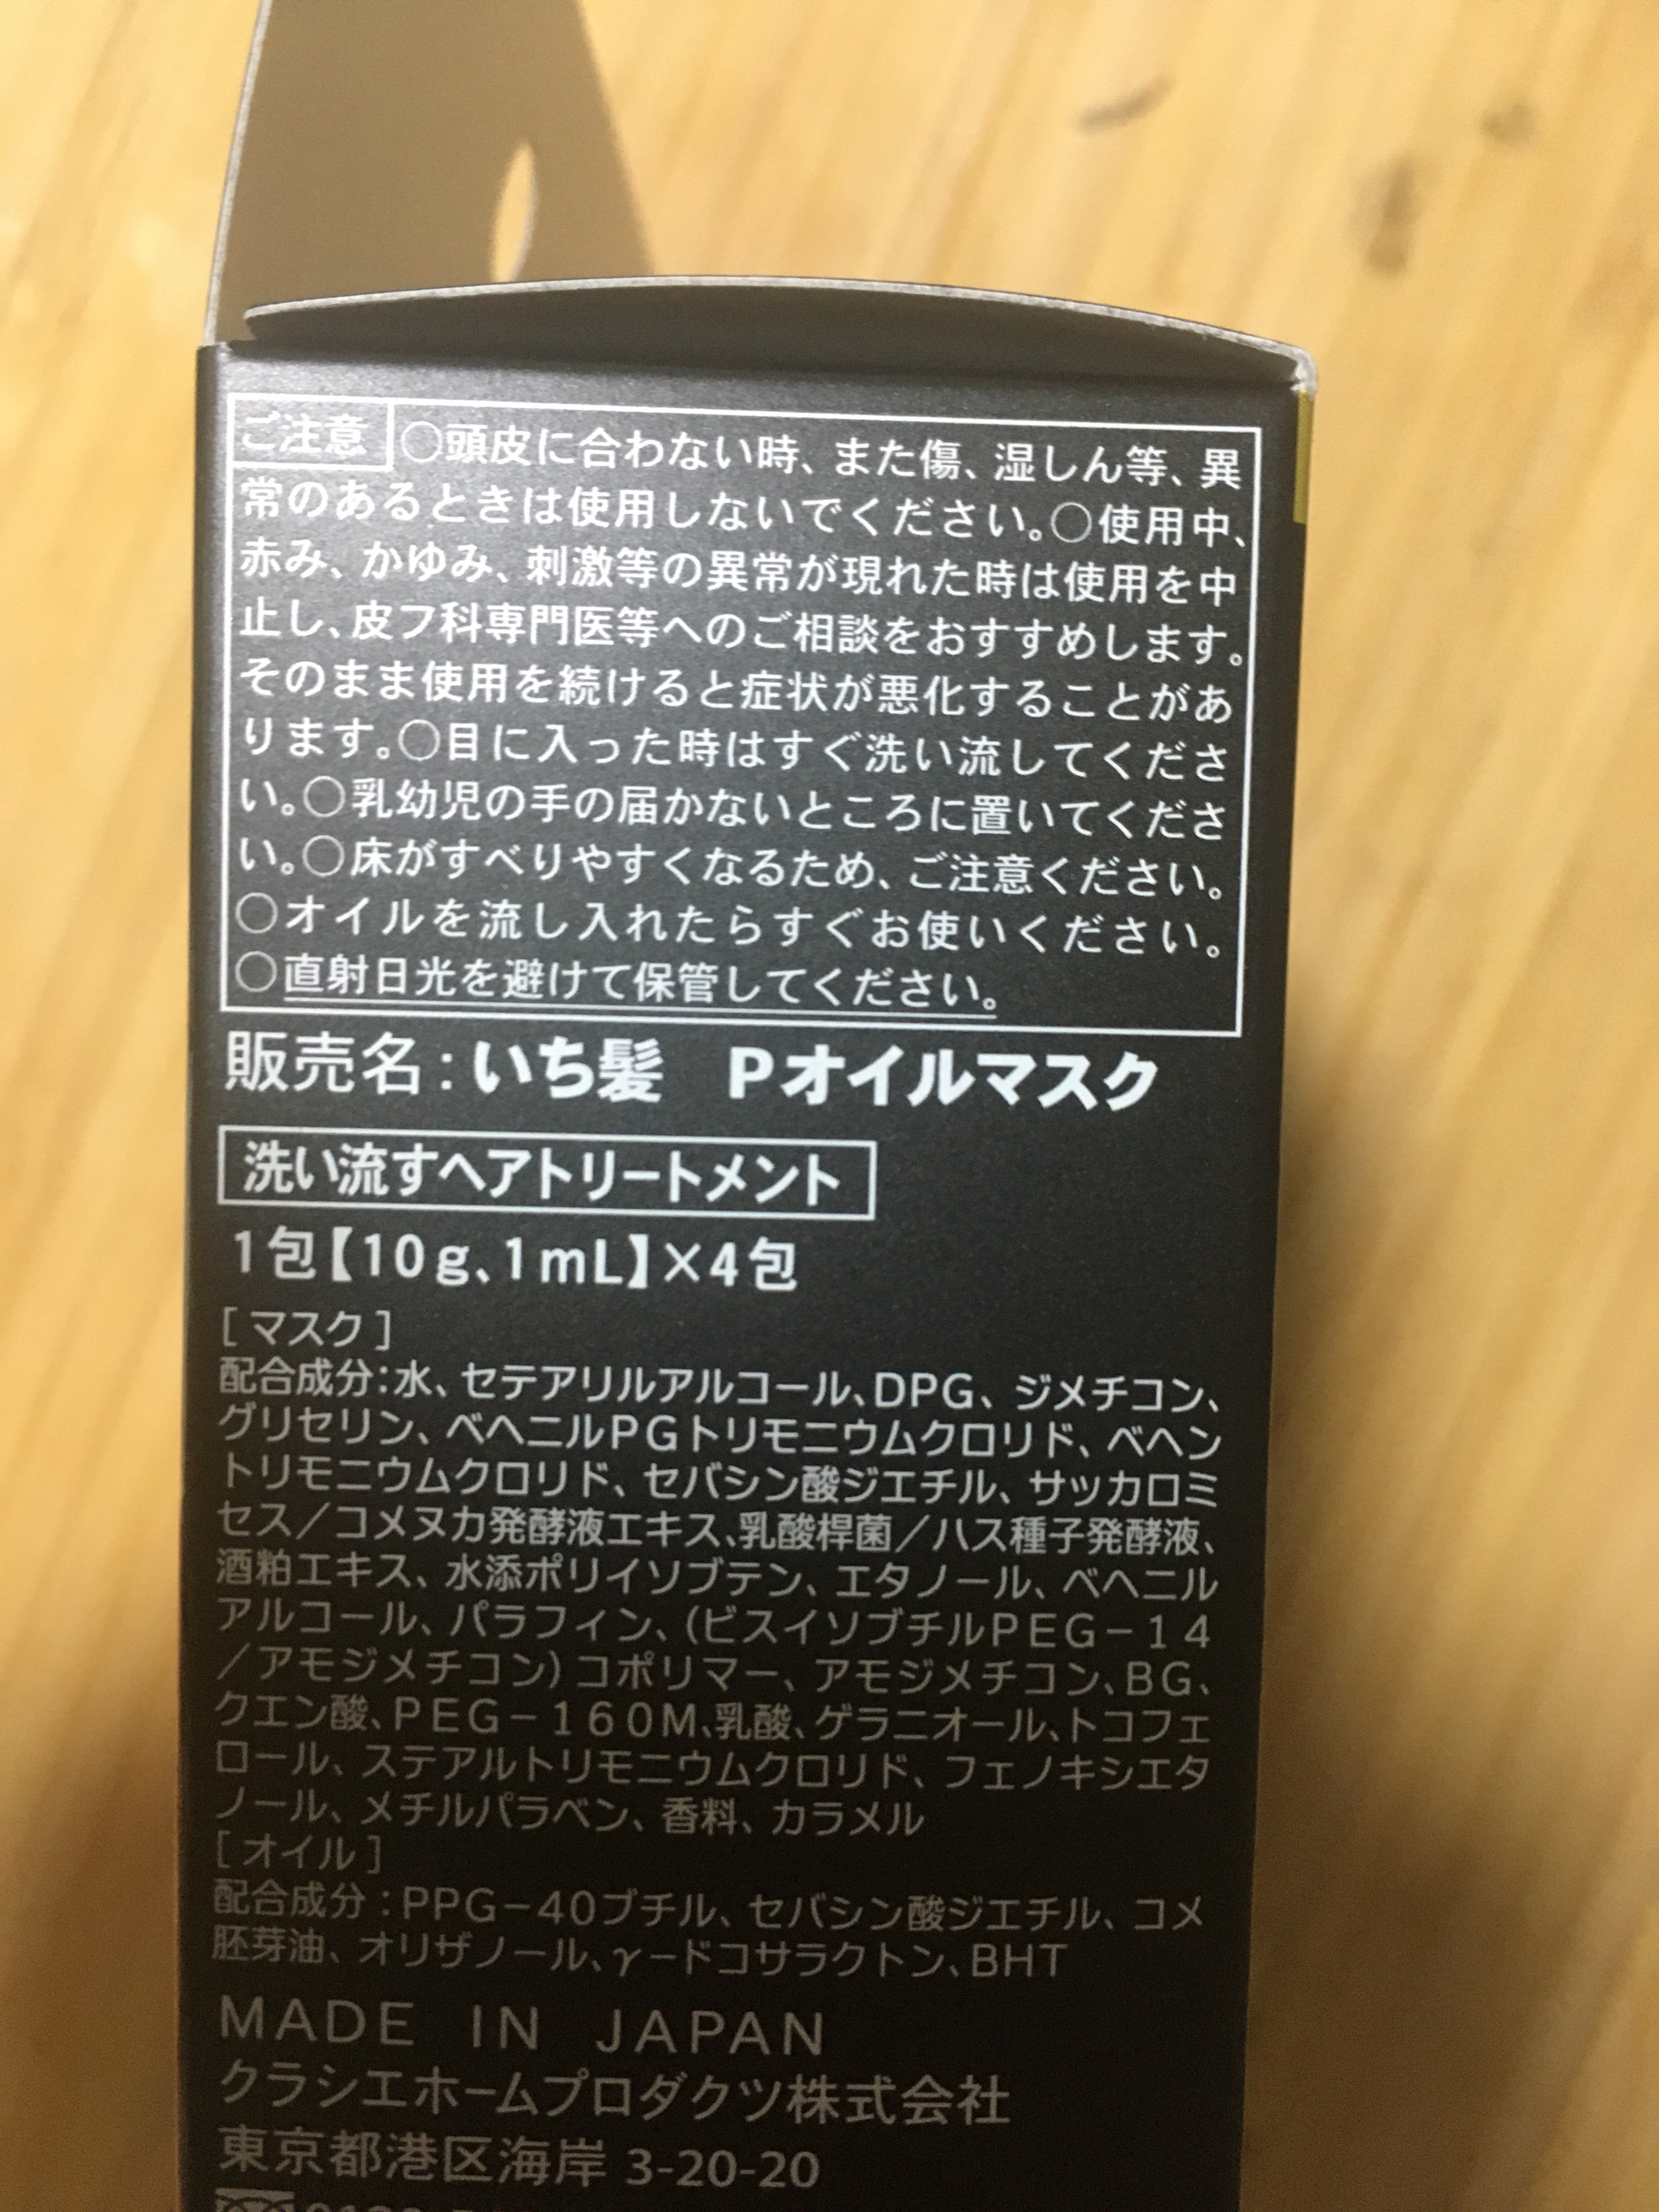 ご注意 ○頭皮に合わない時、また傷、湿しん等、異
常のあるときは使用しないでください。○使用中、
赤み、かゆみ、刺激等の異常が現れた時は使用を中
止し、皮フ科専門医等へのご相談をおすすめします。
そのまま使用を続けると症状が悪化することがあ
ります。○目に入った時はすぐ洗い流してくださ
い。○乳幼児の手の届かないところに置いてくださ
い。○床がすべりやすくなるため、ご注意ください。
○オイルを流し入れたらすぐお使いください。
○直射日光を避けて保管してください。
販売名:いち髪 Pオイルマスク
洗い流すヘアトリートメント
1包【10g、1mL】×4包
[マスク]
配合成分:水、セテアリルアルコール、DPG、ジメチコン、
グリセリン、ベヘニルPGトリモニウムクロリド、ベヘン
トリモニウムクロリド、セバシン酸ジエチル、サッカロミ
セス/コメヌカ発酵液エキス、乳酸桿菌/ハス種子発酵液、
酒粕エキス、水添ポリイソブテン、エタノール、ベヘニル
アルコール、パラフィン、(ビスイソブチルPEG-14
/アモジメチコン)コポリマー、アモジメチコン、BG、
クエン酸、PEG-160M、乳酸、ゲラニオール、トコフェ
ロール、ステアルトリモニウムクロリド、フェノキシエタ
ノール、メチルパラベン、香料、カラメル
[オイル]
配合成分:PPG-40ブチル、セバシン酸ジエチル、コメ
胚芽油、オリザノール、γ-ドコサラクトン、BHT
MADE IN JAPAN
クラシエホームプロダクツ株式会社
東京都港区海岸 3-20-20